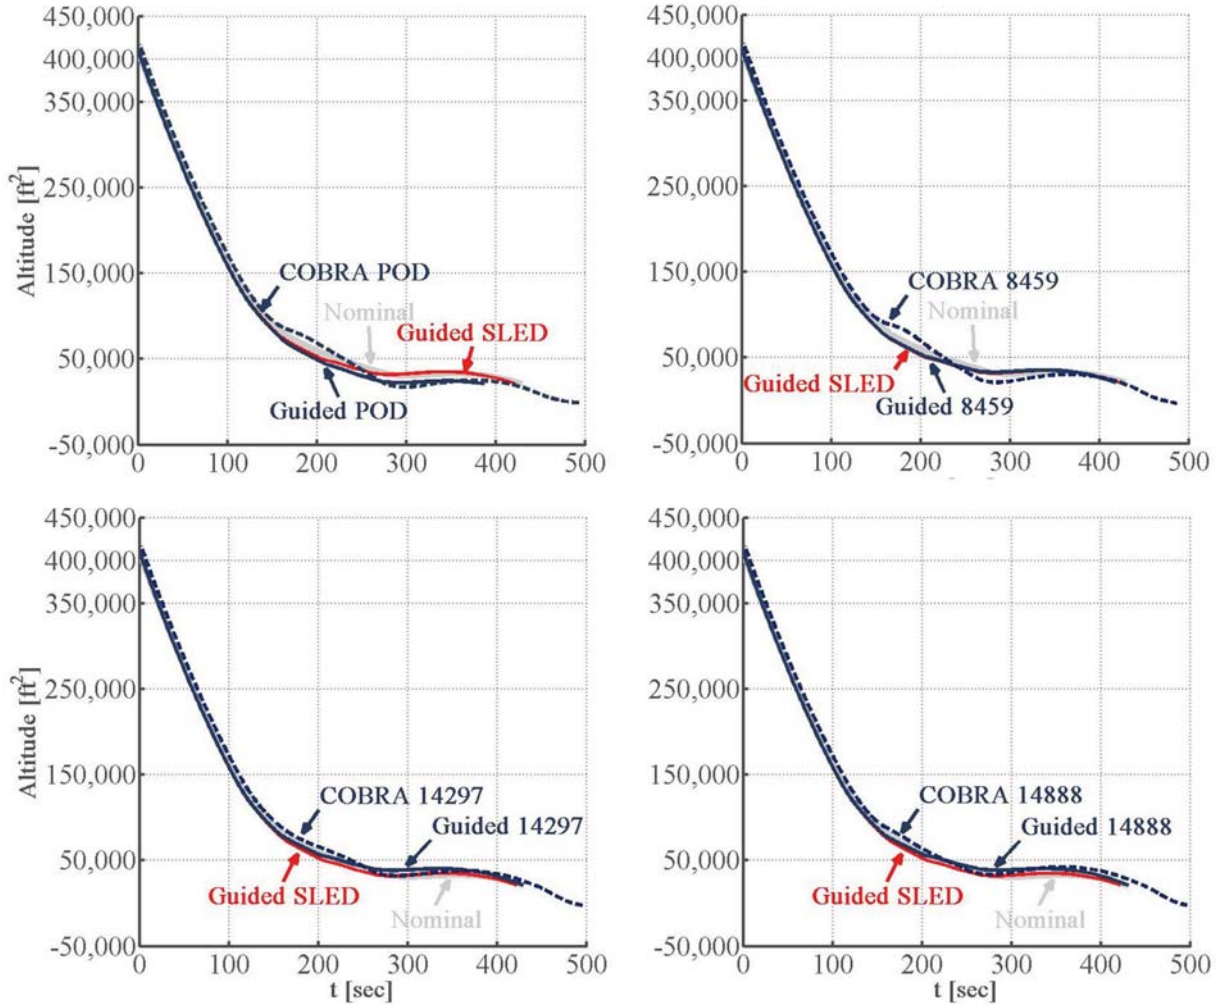 450,000
400,000
350,000
250,000
150,000
50,000
-50,000
Altitude [ft²]
COBRA POD
Nominal
Guided SLED
Guided POD
0 100 200 300 400 500
450,000
400,000
350,000
250,000
150,000
50,000
-50,000
COBRA 8459
Nominal
Guided SLED
Guided 8459
0 100 200 300 400 500
450,000
400,000
350,000
250,000
150,000
50,000
-50,000
Altitude [ft²]
COBRA 14297
Guided 14297
Guided SLED
Nominal
0 100 200 300 400 500
t [sec]
450,000
400,000
350,000
250,000
150,000
50,000
-50,000
COBRA 14888
Guided 14888
Guided SLED
Nominal
0 100 200 300 400 500
t [sec]